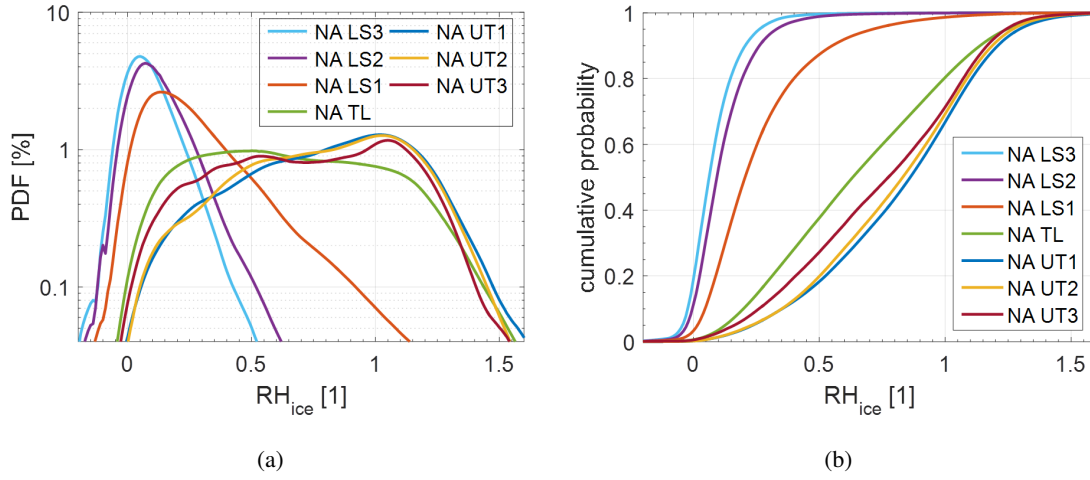 10
1
0.1
PDF [%]
0
0.5
1
1.5
RH_ice [1]
NA LS3
NA LS2
NA LS1
NA TL
NA UT1
NA UT2
NA UT3
(a)
1
0.8
0.6
0.4
0.2
0
cumulative probability
0
0.5
1
1.5
RH_ice [1]
NA LS3
NA LS2
NA LS1
NA TL
NA UT1
NA UT2
NA UT3
(b)